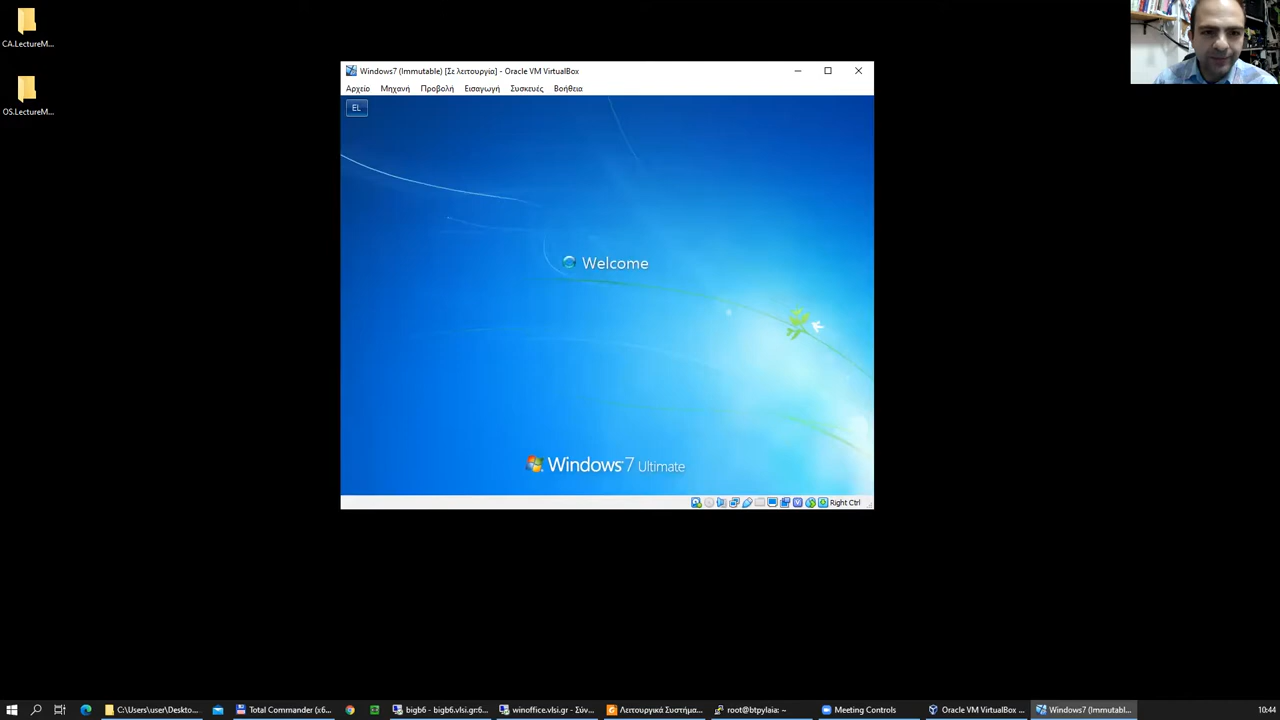 CA.LectureM...
OS.LectureM...
Windows7 (Immutable) [Σε λειτουργία] - Oracle VM VirtualBox
Αρχείο Μηχανή Προβολή Εισαγωγή Συσκευές Βοήθεια
EL
Welcome
Windows 7 Ultimate
Right Ctrl
C:\Users\user\Deskto... Total Commander (x6... bigb6 - bigb6.vlsi.gr:6... winoffice.vlsi.gr - Σύν... Λειτουργικά Συστήμα... root@btpylaia: ~ Meeting Controls Oracle VM VirtualBox ... Windows7 (Immutabl... 10:44